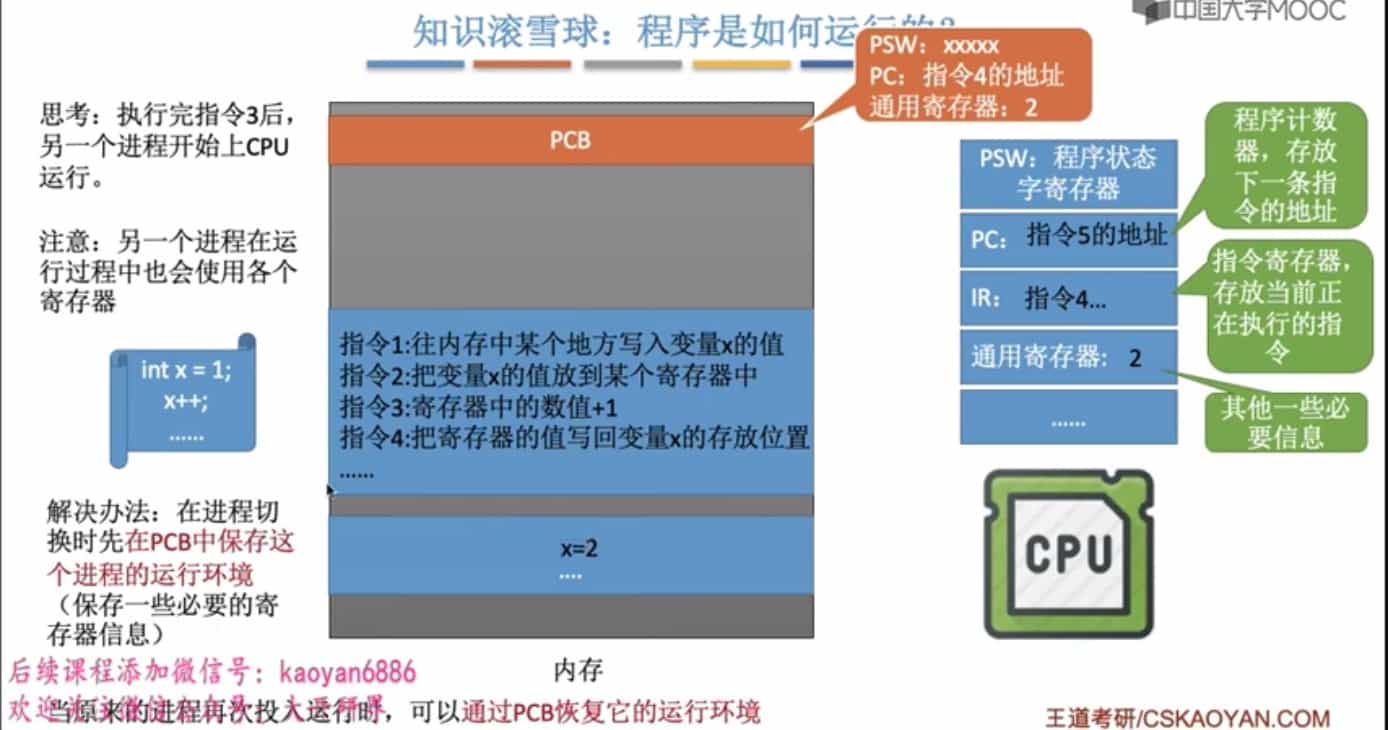 知识滚雪球：程序是如何运行的？
中国大学MOOC
PSW：xxxxx
PC：指令4的地址
通用寄存器：2
思考：执行完指令3后，
另一个进程开始上CPU
运行。
注意：另一个进程在运
行过程中也会使用各个
寄存器
int x = 1;
x++;
......
解决办法：在进程切
换时先在PCB中保存这
个进程的运行环境
（保存一些必要的寄
存器信息）
PCB
指令1:往内存中某个地方写入变量x的值
指令2:把变量x的值放到某个寄存器中
指令3:寄存器中的数值+1
指令4:把寄存器的值写回变量x的存放位置
......
x=2
....
内存
PSW：程序状态
字寄存器
PC： 指令5的地址
IR： 指令4...
通用寄存器： 2
......
程序计数
器，存放
下一条指
令的地址
指令寄存器，
存放当前正
在执行的指
令
其他一些必
要信息
CPU
后续课程添加微信号：kaoyan6886
当原来的进程再次投入运行时，可以通过PCB恢复它的运行环境
王道考研/CSKAOYAN.COM